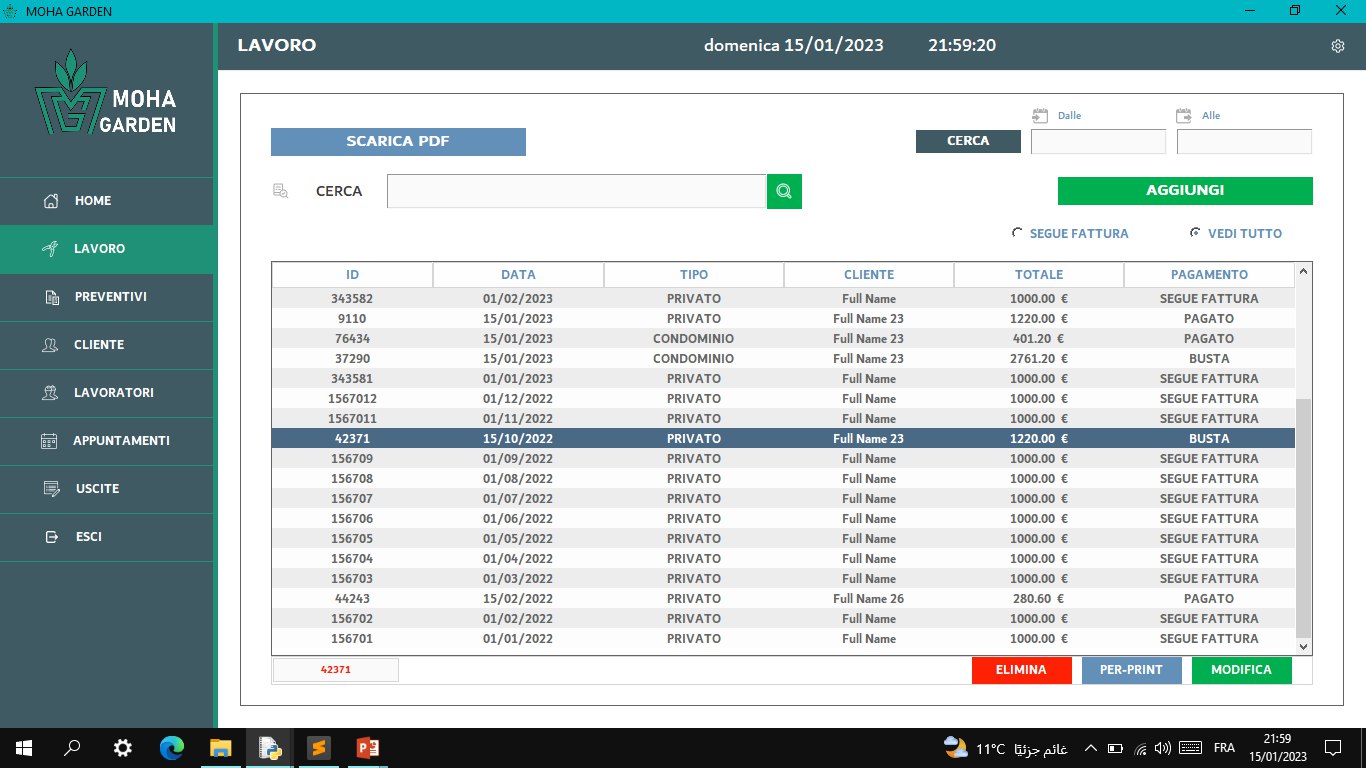 MOHA GARDEN
MOHA
GARDEN
LAVORO domenica 15/01/2023 21:59:20
HOME
LAVORO
PREVENTIVI
CLIENTE
LAVORATORI
APPUNTAMENTI
USCITE
ESCI
Dalle Alle
SCARICA PDF CERCA
CERCA AGGIUNGI
SEGUE FATTURA VEDI TUTTO
ID DATA TIPO CLIENTE TOTALE PAGAMENTO
343582 01/02/2023 PRIVATO Full Name 1000.00 € SEGUE FATTURA
9110 15/01/2023 PRIVATO Full Name 23 1220.00 € PAGATO
76434 15/01/2023 CONDOMINIO Full Name 23 401.20 € PAGATO
37290 15/01/2023 CONDOMINIO Full Name 23 2761.20 € BUSTA
343581 01/01/2023 PRIVATO Full Name 1000.00 € SEGUE FATTURA
1567012 01/12/2022 PRIVATO Full Name 1000.00 € SEGUE FATTURA
1567011 01/11/2022 PRIVATO Full Name 1000.00 € SEGUE FATTURA
42371 15/10/2022 PRIVATO Full Name 23 1220.00 € BUSTA
156709 01/09/2022 PRIVATO Full Name 1000.00 € SEGUE FATTURA
156708 01/08/2022 PRIVATO Full Name 1000.00 € SEGUE FATTURA
156707 01/07/2022 PRIVATO Full Name 1000.00 € SEGUE FATTURA
156706 01/06/2022 PRIVATO Full Name 1000.00 € SEGUE FATTURA
156705 01/05/2022 PRIVATO Full Name 1000.00 € SEGUE FATTURA
156704 01/04/2022 PRIVATO Full Name 1000.00 € SEGUE FATTURA
156703 01/03/2022 PRIVATO Full Name 1000.00 € SEGUE FATTURA
44243 15/02/2022 PRIVATO Full Name 26 280.60 € PAGATO
156702 01/02/2022 PRIVATO Full Name 1000.00 € SEGUE FATTURA
156701 01/01/2022 PRIVATO Full Name 1000.00 € SEGUE FATTURA
42371 ELIMINA PER-PRINT MODIFICA
11°C غائم جزئيًا FRA 21:59
15/01/2023